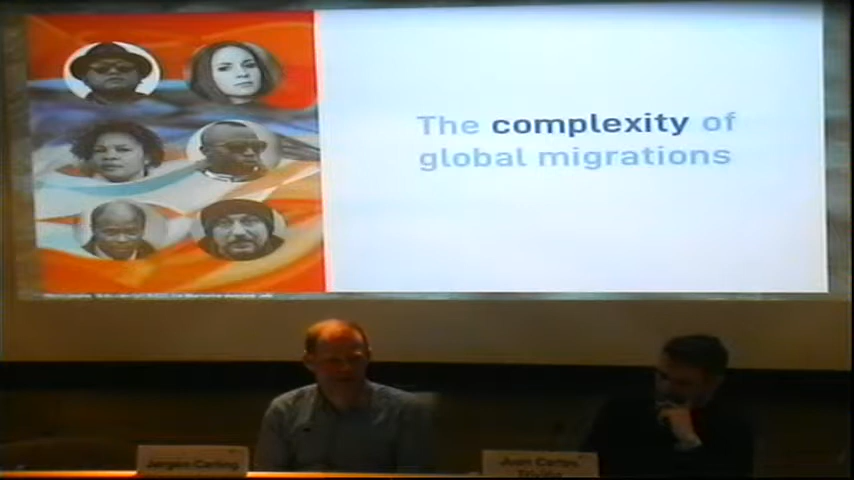 The complexity of
global migrations
Jørgen Carling
Juan Carlos